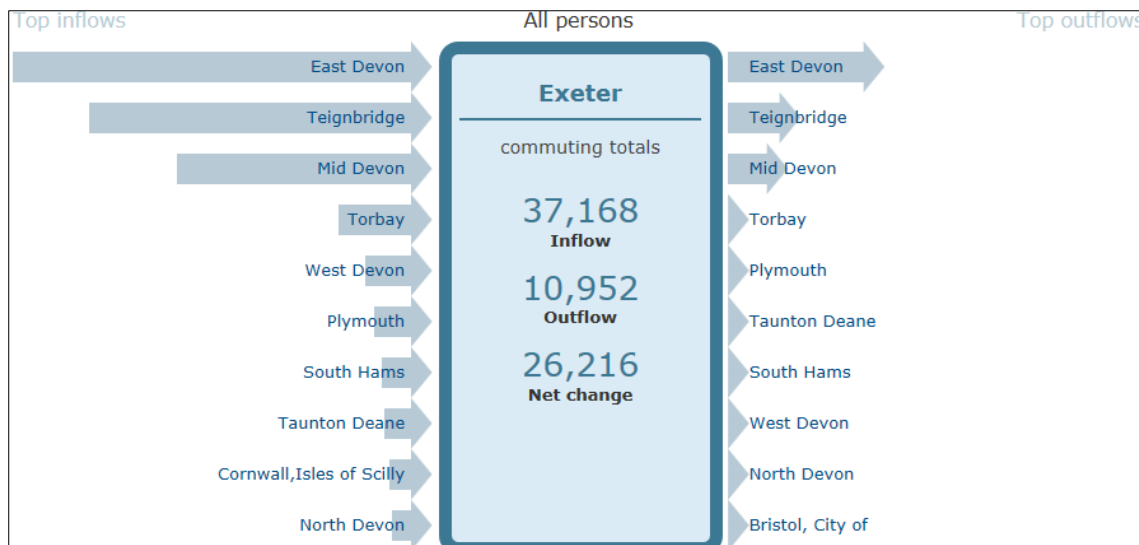 Top inflows
All persons
Top outflows
East Devon
Teignbridge
Mid Devon
Torbay
West Devon
Plymouth
South Hams
Taunton Deane
Cornwall,Isles of Scilly
North Devon
Exeter
commuting totals
37,168
Inflow
10,952
Outflow
26,216
Net change
East Devon
Teignbridge
Mid Devon
Torbay
Plymouth
Taunton Deane
South Hams
West Devon
North Devon
Bristol, City of